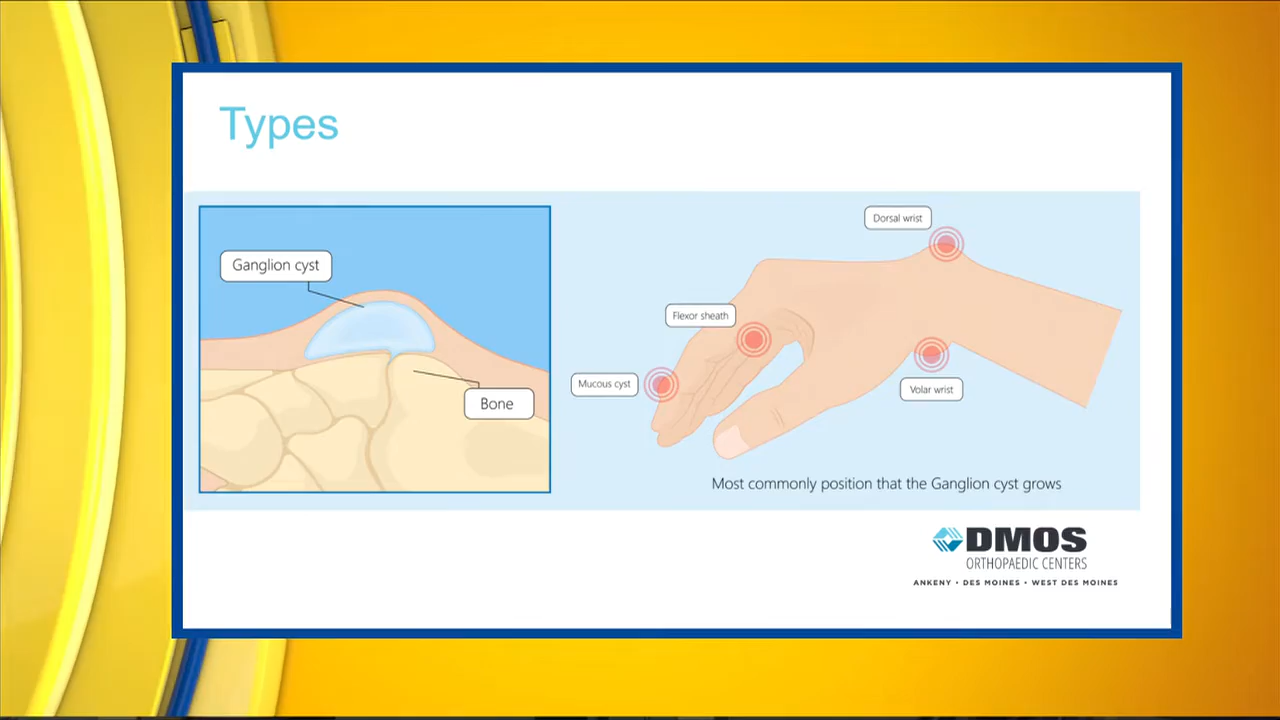 Types
Ganglion cyst
Bone
Dorsal wrist
Flexor sheath
Mucous cyst
Volar wrist
Most commonly position that the Ganglion cyst grows
DMOS
ORTHOPAEDIC CENTERS
ANKENY • DES MOINES • WEST DES MOINES